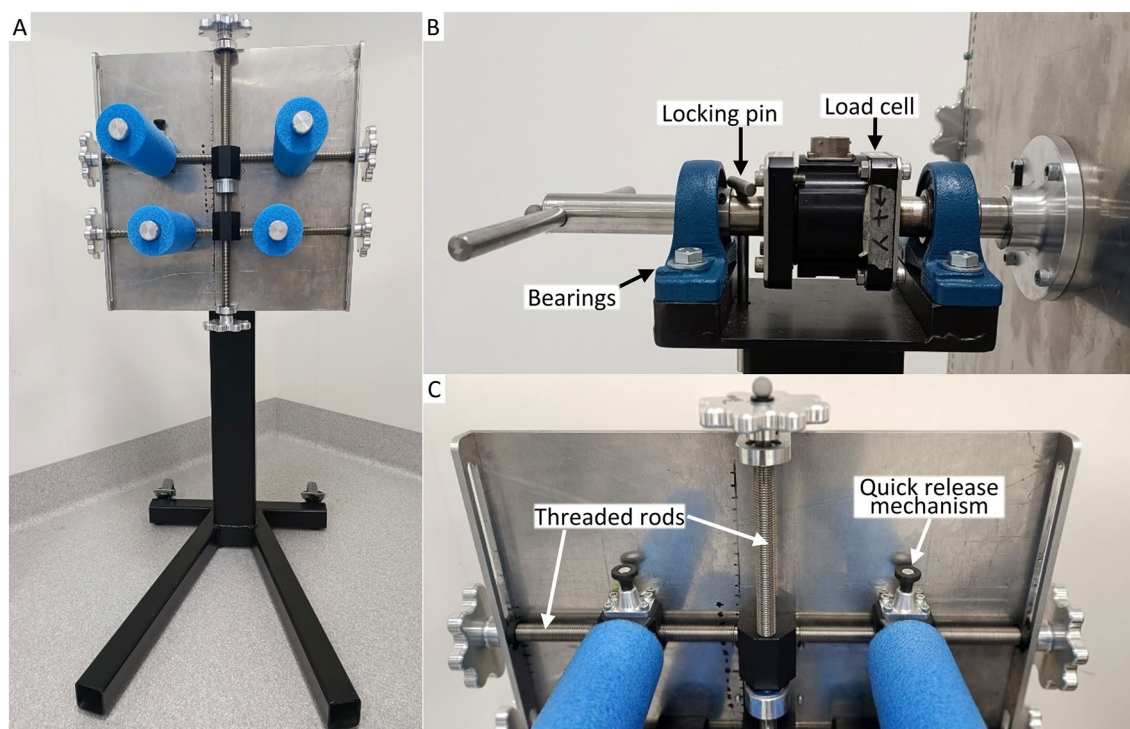 A
B
Locking pin
Load cell
Bearings
C
Threaded rods
Quick release
mechanism